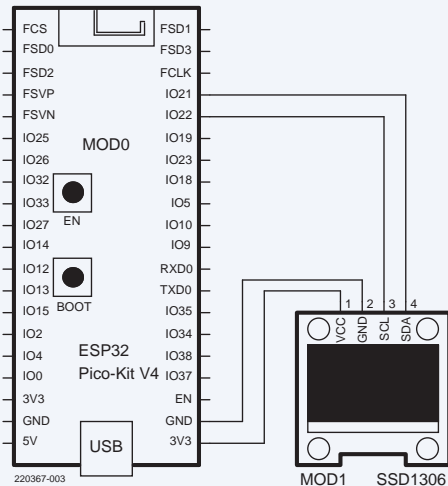 FCS FSD1
FSD0 FSD3
FSD2 FCLK
FSVP IO21
FSVN IO22
IO25 IO19
MOD0
IO26 IO23
IO32 IO18
IO33 IO5
EN
IO27 IO10
IO14 IO9
IO12 RXD0
IO13 TXD0
BOOT
IO15 IO35
IO2 IO34
ESP32
IO4 IO38
Pico-Kit V4
IO0 IO37
3V3 EN
GND GND
5V 3V3
USB
220367-003
1 2 3 4
VCC GND SCL SDA
MOD1 SSD1306